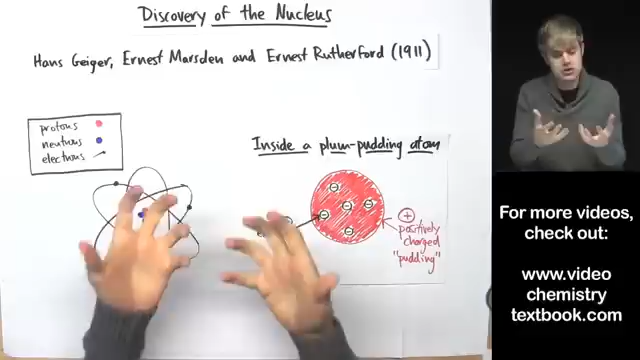 Discovery of the Nucleus
Hans Geiger, Ernest Marsden and Ernest Rutherford (1911)
protons
neutrons
electrons
Inside a plum-pudding atom
+
positively
charged
"pudding"
For more videos,
check out:
www.video
chemistry
textbook.com